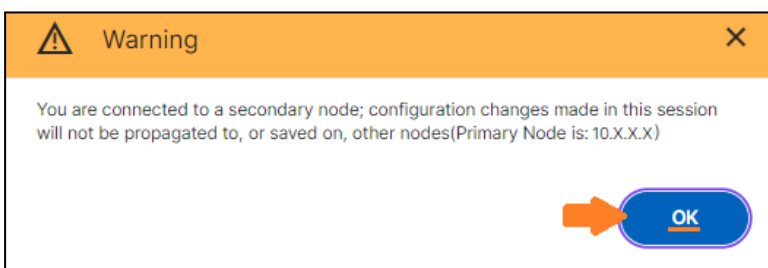 Warning
You are connected to a secondary node; configuration changes made in this session
will not be propagated to, or saved on, other nodes(Primary Node is: 10.X.X.X)
OK